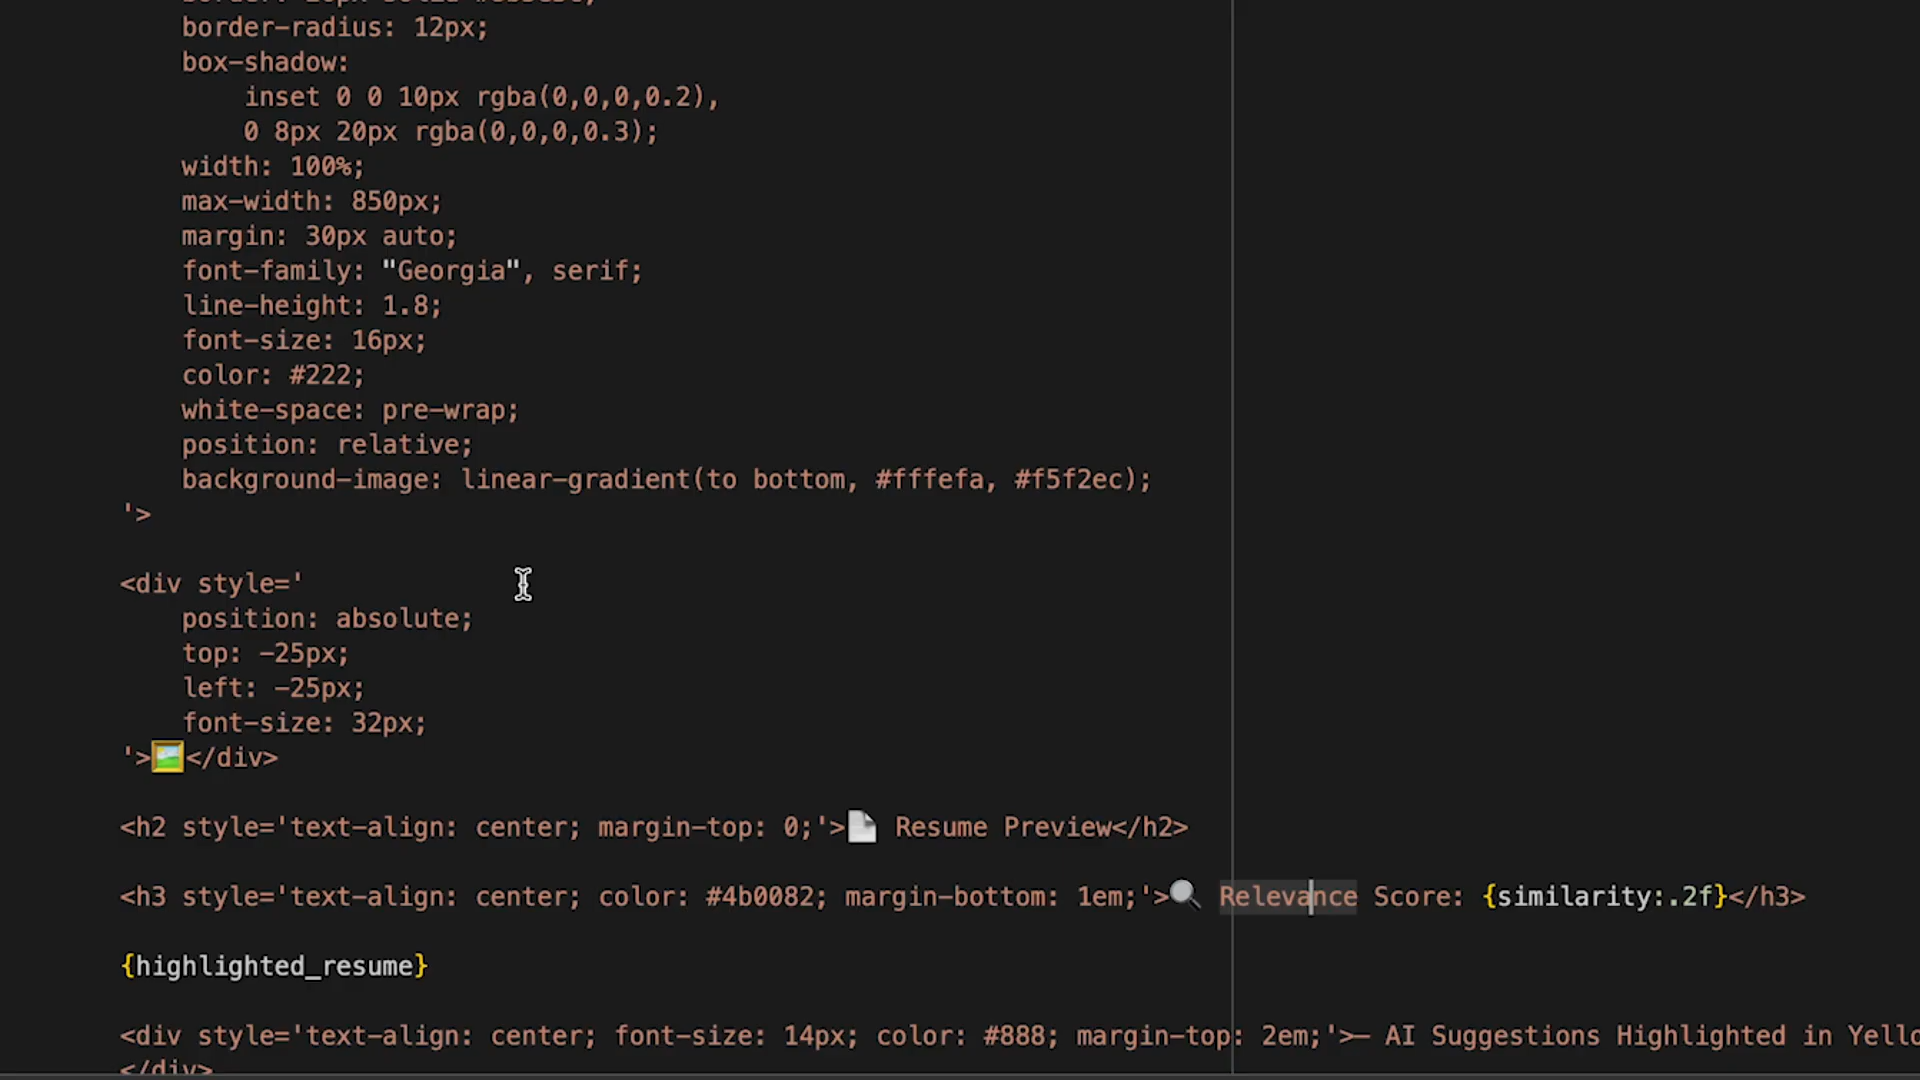 border-radius: 12px;
box-shadow:
inset 0 0 10px rgba(0,0,0,0.2),
0 8px 20px rgba(0,0,0,0.3);
width: 100%;
max-width: 850px;
margin: 30px auto;
font-family: "Georgia", serif;
line-height: 1.8;
font-size: 16px;
color: #222;
white-space: pre-wrap;
position: relative;
background-image: linear-gradient(to bottom, #fffefa, #f5f2ec);
'>
<div style='
position: absolute;
top: -25px;
left: -25px;
font-size: 32px;
'>🖼️</div>
<h2 style='text-align: center; margin-top: 0;'>📄 Resume Preview</h2>
<h3 style='text-align: center; color: #4b0082; margin-bottom: 1em;'>🔍 Relevance Score: {similarity:.2f}</h3>
{highlighted_resume}
<div style='text-align: center; font-size: 14px; color: #888; margin-top: 2em;'>— AI Suggestions Highlighted in Yello
</div>